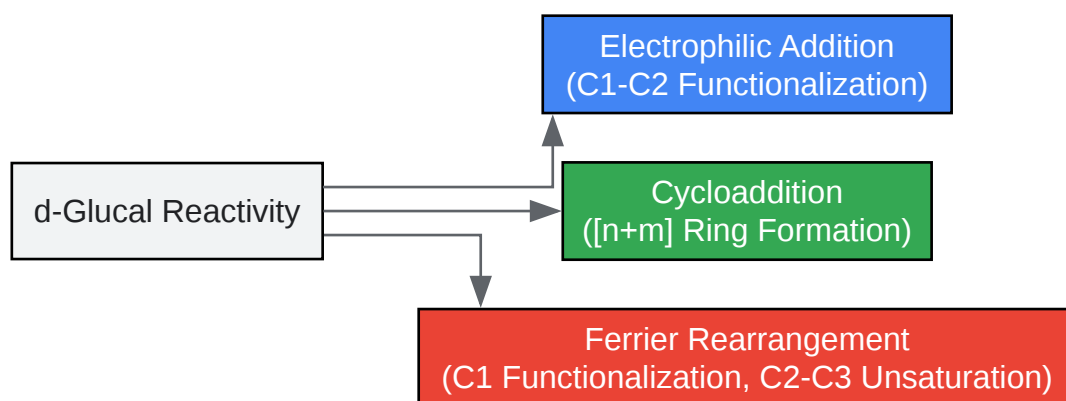 Electrophilic Addition
(C1-C2 Functionalization)
d-Glucal Reactivity
Cycloaddition
([n+m] Ring Formation)
Ferrier Rearrangement
(C1 Functionalization, C2-C3 Unsaturation)